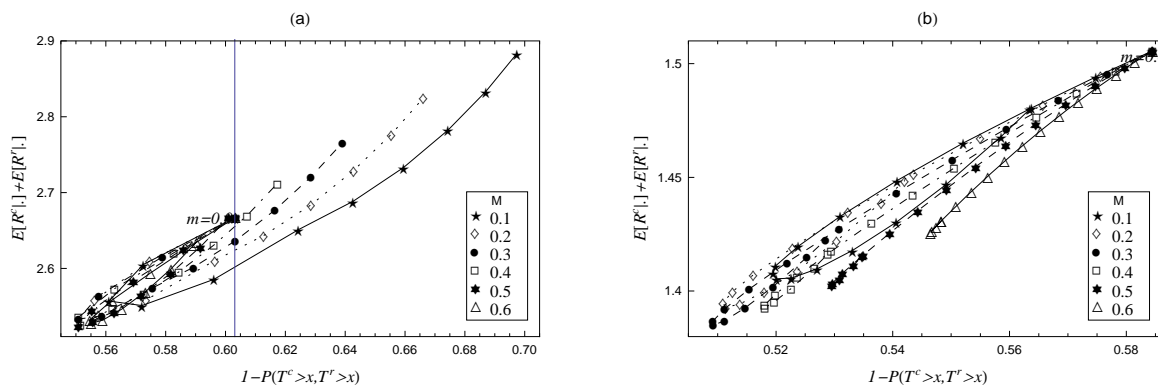 (a)
E[R^c|.]+E[R^r|.]
2.9
2.8
2.7
2.6
m=0.
M
0.1
0.2
0.3
0.4
0.5
0.6
0.56 0.58 0.60 0.62 0.64 0.66 0.68 0.70
1−P(T^c>x,T^r>x)
(b)
E[R^c|.]+E[R^r|.]
1.5
1.45
1.4
m=0.
M
0.1
0.2
0.3
0.4
0.5
0.6
0.52 0.54 0.56 0.58
1−P(T^c>x,T^r>x)